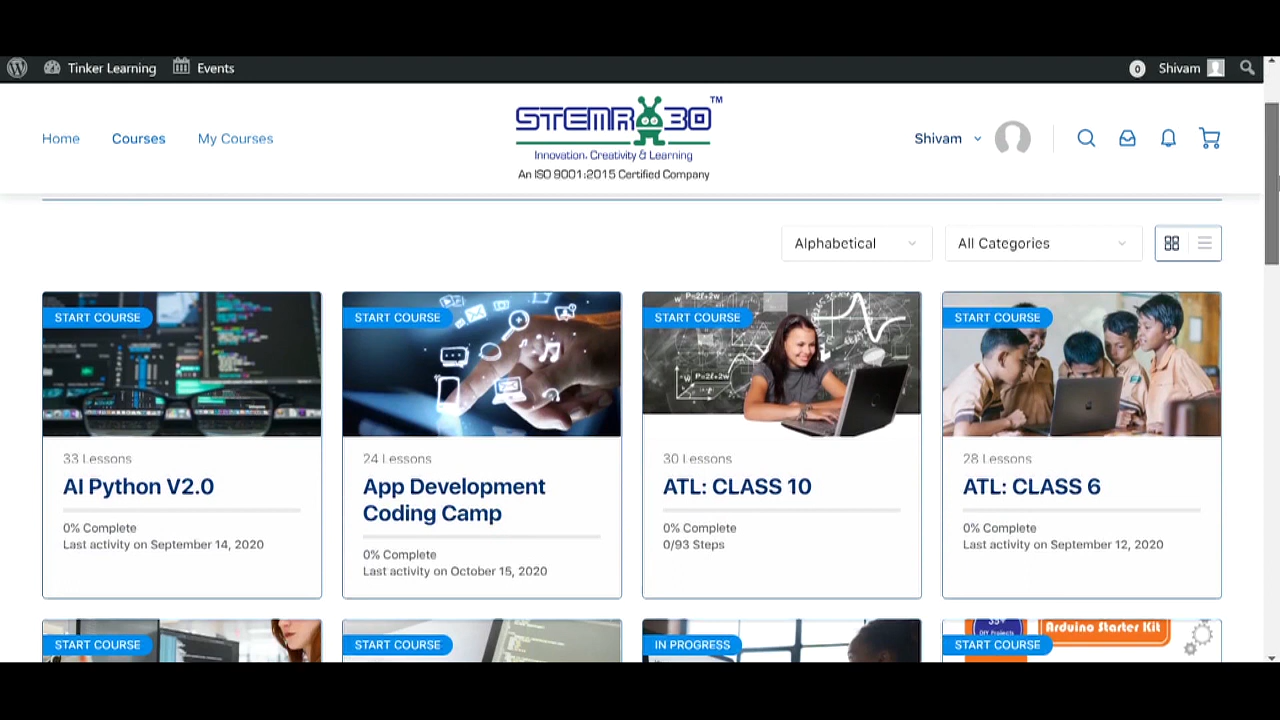 Tinker Learning
Events
0
Shivam
Home
Courses
My Courses
STEMROBO™
Innovation, Creativity & Learning
An ISO 9001:2015 Certified Company
Shivam
Alphabetical
All Categories
START COURSE
33 Lessons
AI Python V2.0
0% Complete
Last activity on September 14, 2020
START COURSE
24 Lessons
App Development
Coding Camp
0% Complete
Last activity on October 15, 2020
START COURSE
30 Lessons
ATL: CLASS 10
0% Complete
0/93 Steps
START COURSE
28 Lessons
ATL: CLASS 6
0% Complete
Last activity on September 12, 2020
START COURSE
START COURSE
IN PROGRESS
START COURSE
35+
DIY Projects
Arduino Starter Kit